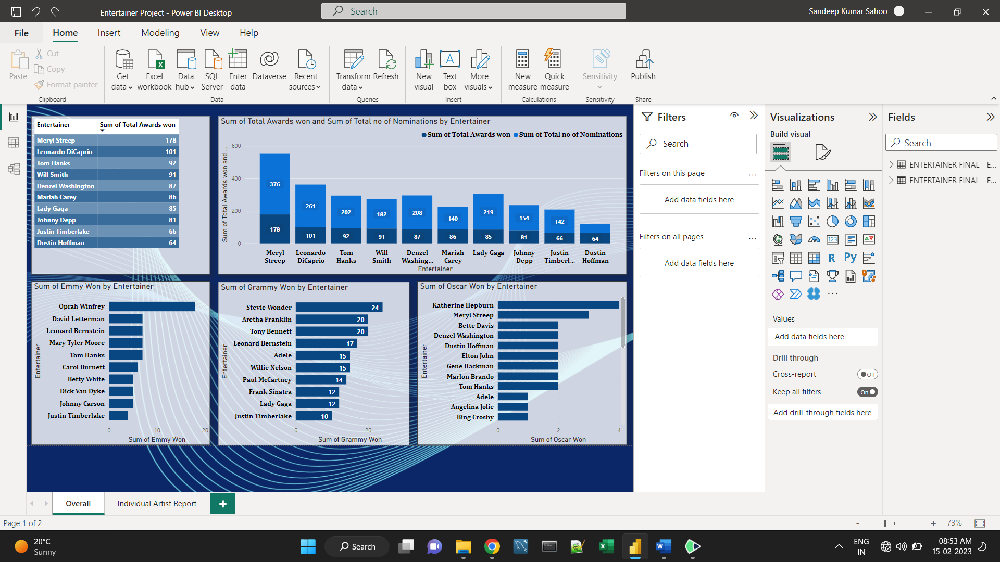 Entertainer Project - Power BI Desktop
Search
Sandeep Kumar Sahoo
File
Home
Insert
Modeling
View
Help
Paste
Cut
Copy
Format painter
Clipboard
Get data
Excel workbook
Data hub
SQL Server
Enter data
Dataverse
Recent sources
Data
Transform data
Refresh
Queries
New visual
Text box
More visuals
Insert
New measure
Quick measure
Calculations
Sensitivity
Sensitivity
Publish
Share
Entertainer Sum of Total Awards won
Meryl Streep 178
Leonardo DiCaprio 101
Tom Hanks 92
Will Smith 91
Denzel Washington 87
Mariah Carey 86
Lady Gaga 85
Johnny Depp 81
Justin Timberlake 66
Dustin Hoffman 64
Sum of Total Awards won and Sum of Total no of Nominations by Entertainer
Sum of Total Awards won Sum of Total no of Nominations
Sum of Total Awards won and ...
600
400
200
0
376
261
202
182
208
140
219
154
142
178
101
92
91
87
86
85
81
66
64
Meryl Streep
Leonardo DiCaprio
Tom Hanks
Will Smith
Denzel Washing...
Mariah Carey
Lady Gaga
Johnny Depp
Justin Timberl...
Dustin Hoffman
Entertainer
Sum of Emmy Won by Entertainer
Entertainer
Oprah Winfrey
David Letterman
Leonard Bernstein
Mary Tyler Moore
Tom Hanks
Carol Burnett
Betty White
Dick Van Dyke
Johnny Carson
Justin Timberlake
0 10 20
Sum of Emmy Won
Sum of Grammy Won by Entertainer
Entertainer
Stevie Wonder 24
Aretha Franklin 20
Tony Bennett 20
Leonard Bernstein 17
Adele 15
Willie Nelson 15
Paul McCartney 14
Frank Sinatra 12
Lady Gaga 12
Justin Timberlake 10
0 20
Sum of Grammy Won
Sum of Oscar Won by Entertainer
Entertainer
Katherine Hepburn
Meryl Streep
Bette Davis
Denzel Washington
Dustin Hoffman
Elton John
Gene Hackman
Marlon Brando
Tom Hanks
Adele
Angelina Jolie
Bing Crosby
0 2 4
Sum of Oscar Won
Filters
Search
Filters on this page ...
Add data fields here
Filters on all pages ...
Add data fields here
Visualizations
Build visual
123
R
Py
...
Values
Add data fields here
Drill through
Cross-report Off
Keep all filters On
Add drill-through fields here
Fields
Search
ENTERTAINER FINAL - E...
ENTERTAINER FINAL - E...
Overall
Individual Artist Report
+
Page 1 of 2
- + 73%
20°C
Sunny
Search
ENG
IN
08:53 AM
15-02-2023